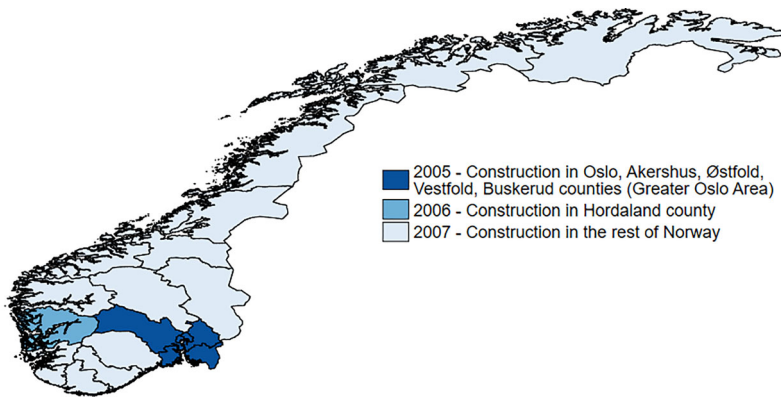 2005 - Construction in Oslo, Akershus, Østfold,
Vestfold, Buskerud counties (Greater Oslo Area)
2006 - Construction in Hordaland county
2007 - Construction in the rest of Norway